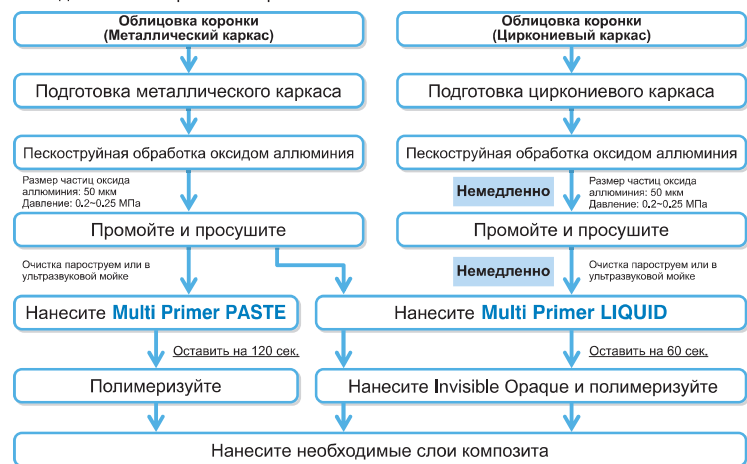 Облицовка коронки
(Металлический каркас)
Облицовка коронки
(Циркониевый каркас)
Подготовка металлического каркаса
Подготовка циркониевого каркаса
Пескоструйная обработка оксидом аллюминия
Пескоструйная обработка оксидом аллюминия
Размер частиц оксида
аллюминия: 50 мкм
Давление: 0.2~0.25 МПа
Немедленно
Размер частиц оксида
аллюминия: 50 мкм
Давление: 0.2~0.25 МПа
Промойте и просушите
Промойте и просушите
Очистка пароструем или в
ультразвуковой мойке
Немедленно
Очистка пароструем или в
ультразвуковой мойке
Нанесите Multi Primer PASTE
Нанесите Multi Primer LIQUID
Оставить на 120 сек.
Оставить на 60 сек.
Полимеризуйте
Нанесите Invisible Opaque и полимеризуйте
Нанесите необходимые слои композита